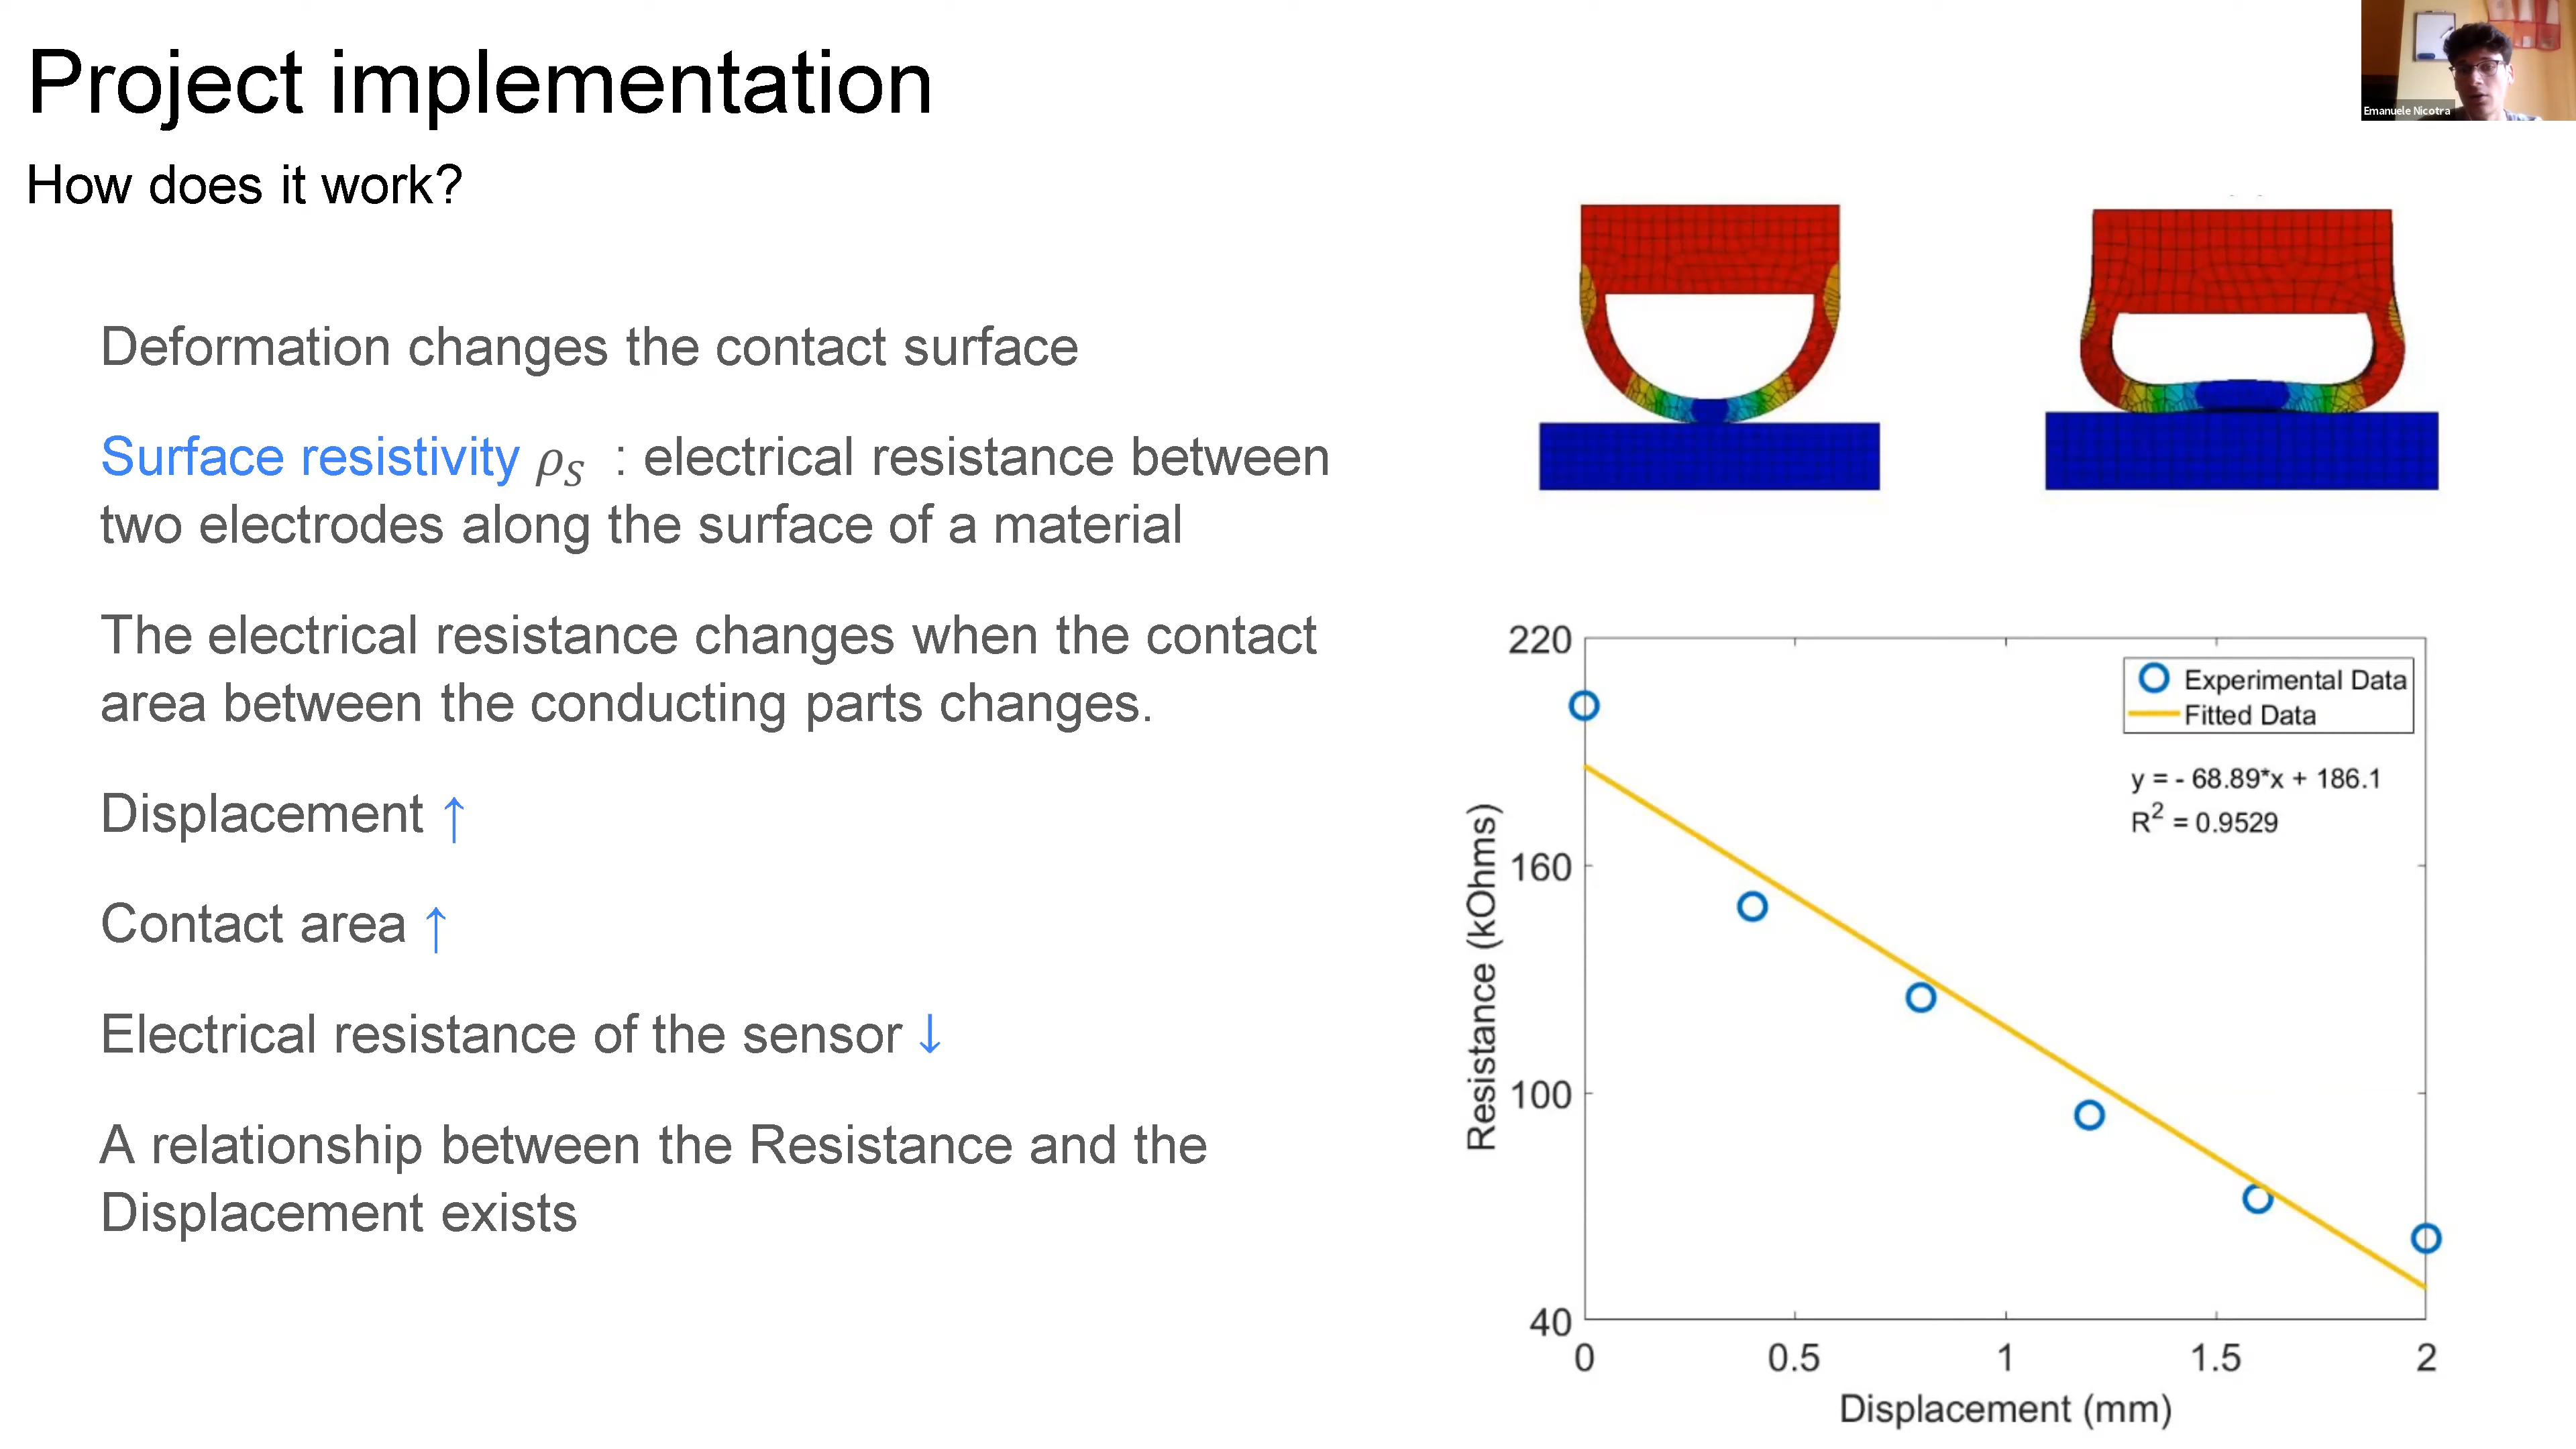 Project implementation
Emanuele Nicotra
How does it work?
Deformation changes the contact surface
Surface resistivity ρS : electrical resistance between
two electrodes along the surface of a material
The electrical resistance changes when the contact
area between the conducting parts changes.
Displacement ↑
Contact area ↑
Electrical resistance of the sensor ↓
A relationship between the Resistance and the
Displacement exists
220
160
100
40
Resistance (kOhms)
Experimental Data
Fitted Data
y = - 68.89*x + 186.1
R² = 0.9529
0 0.5 1 1.5 2
Displacement (mm)